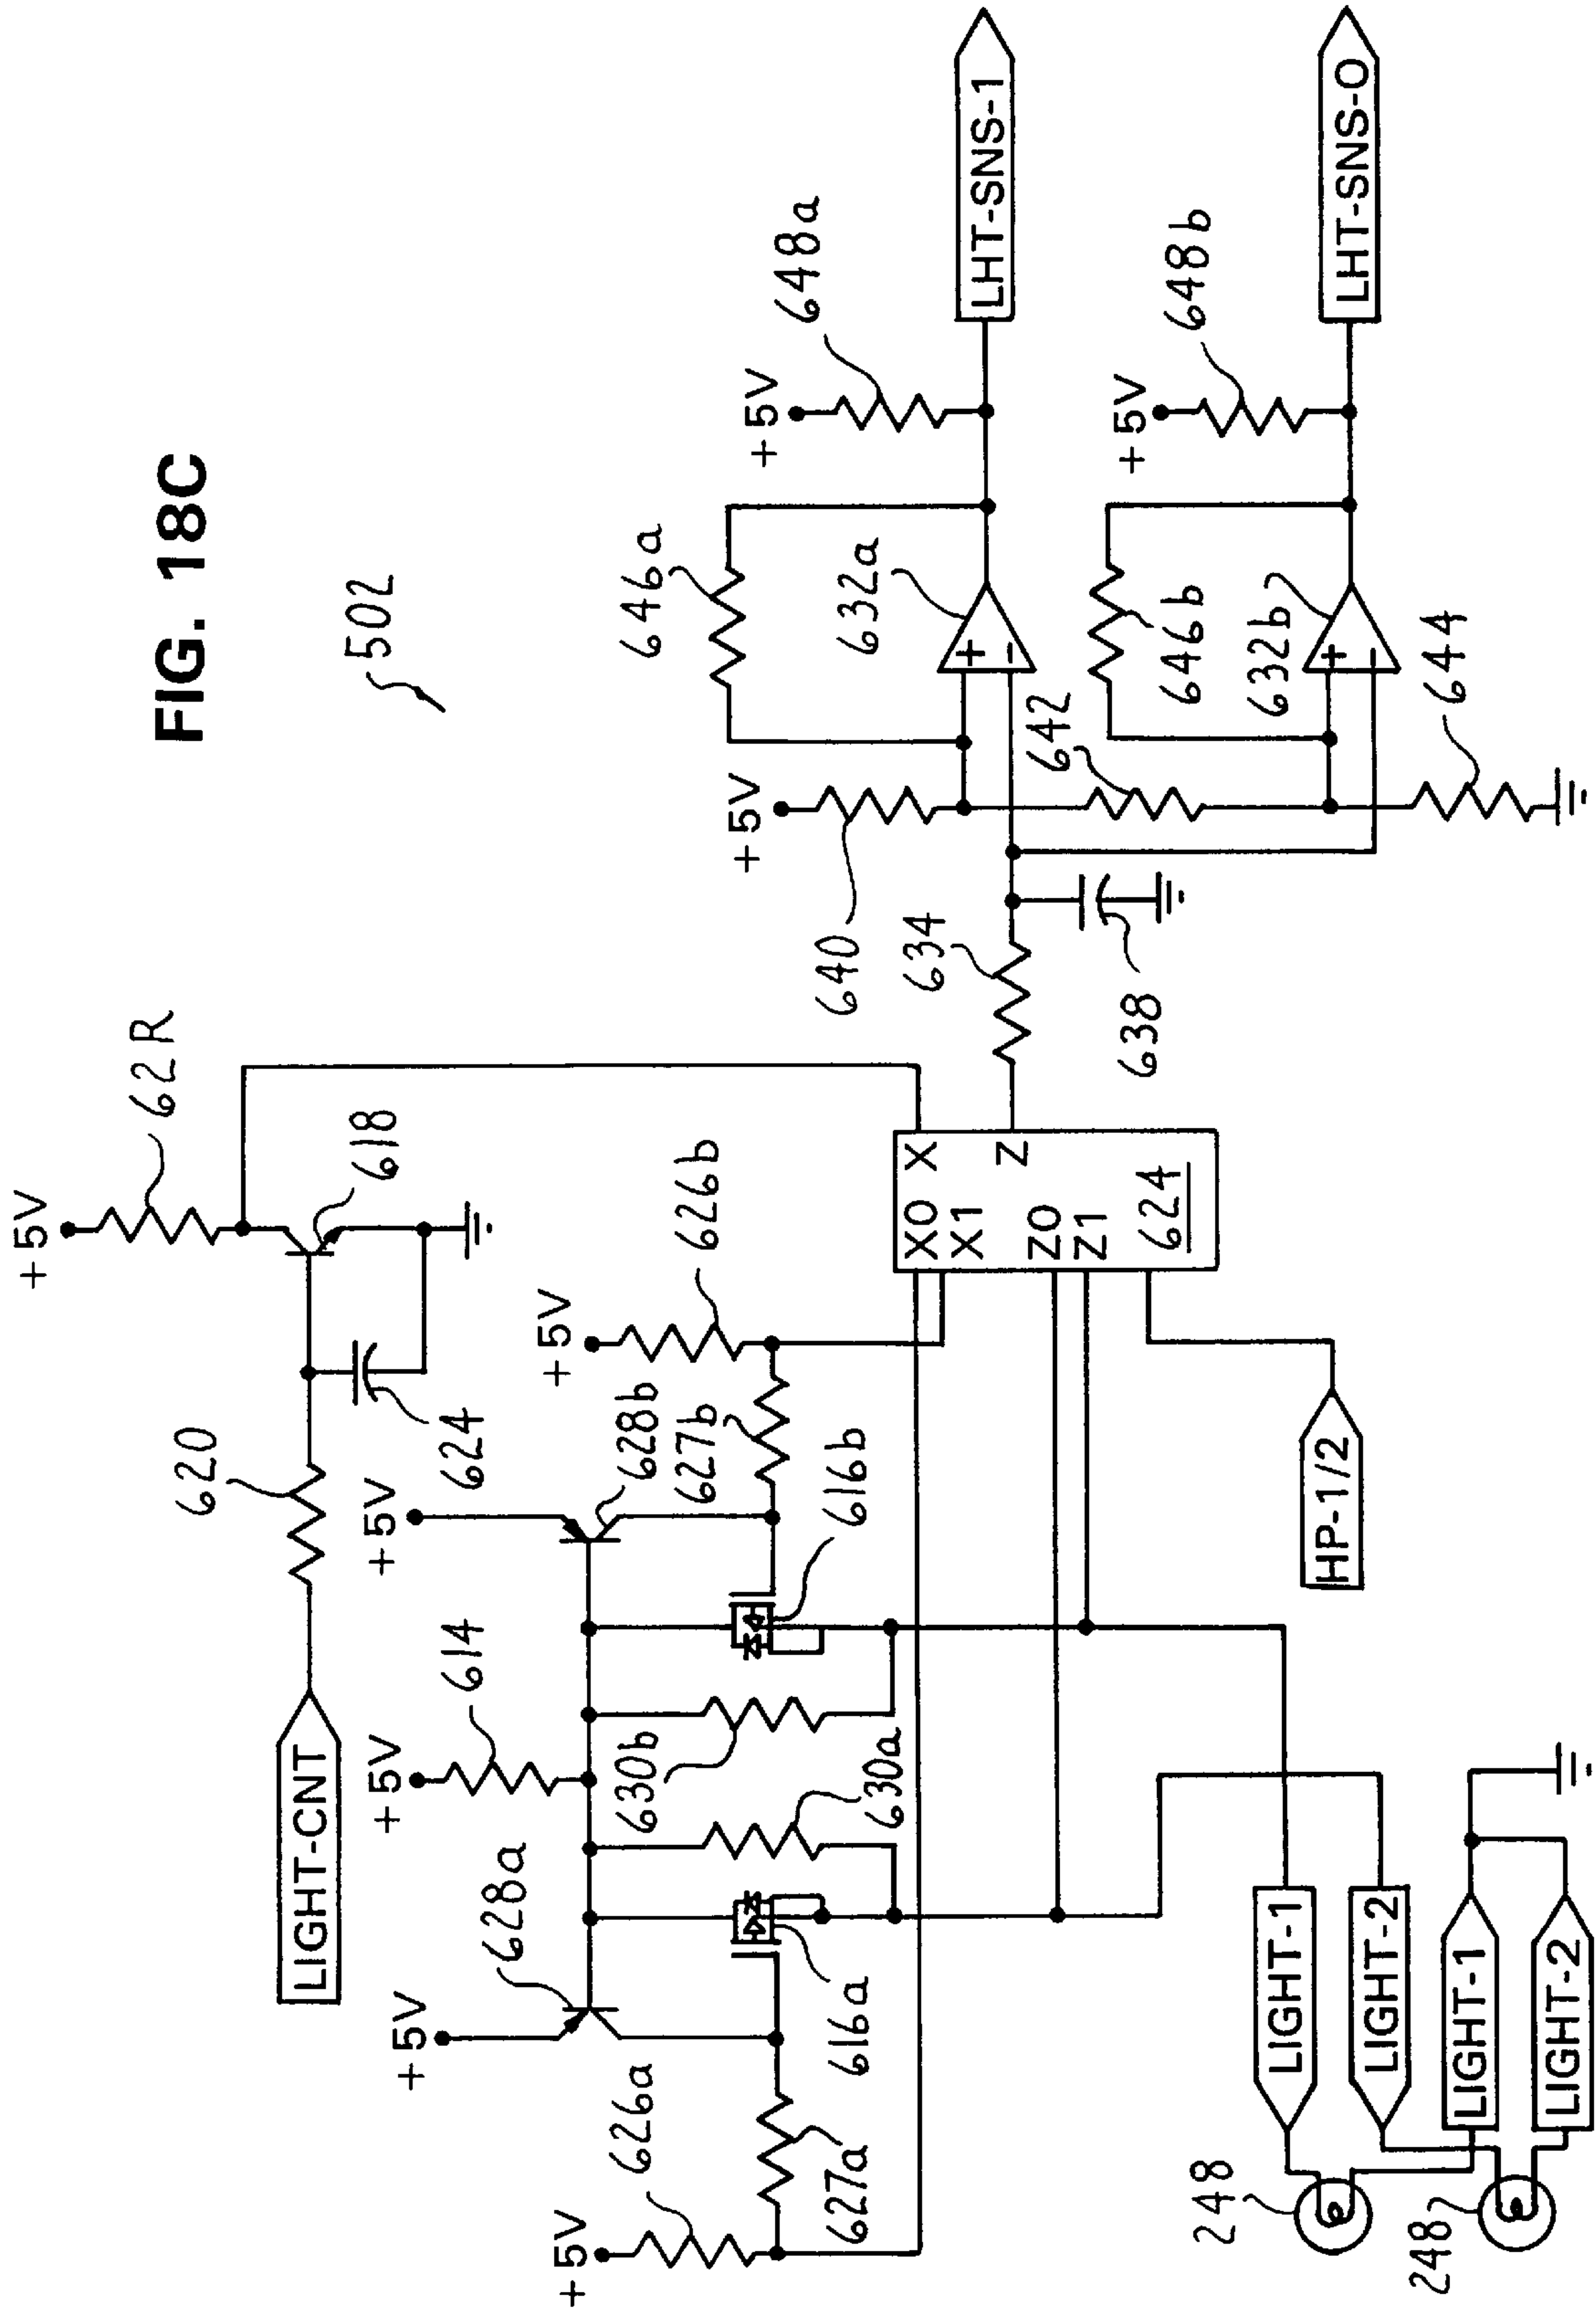 FIG. 18C
502
+5V
62R
618
620
624
LIGHT-CNT
+5V
614
+5V
628b
627b
+5V
626b
616b
+5V
628a
630b
630a
616a
+5V
626a
627a
X0 X
X1
Z0 Z
Z1
624
HP-1/2
LIGHT-1
LIGHT-2
LIGHT-1
LIGHT-2
248
248
634
638
+5V
640
642
644
646a
632a
+5V
648a
LHT-SNS-1
646b
632b
+5V
648b
LHT-SNS-0
+
−
+
−